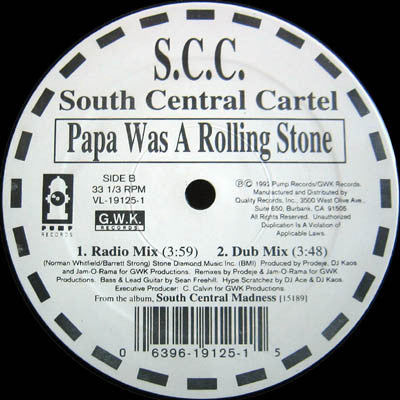 S.C.C.
South Central Cartel
Papa Was A Rolling Stone
SIDE B
33 1/3 RPM
VL-19125-1
G.W.K.
RECORDS
PUMP
RECORDS
Pump Records/GWK Records.
Manufactured and Distributed by
Quality Records, Inc., 3500 West Olive Ave.,
Suite 650, Burbank, CA. 91505
All Rights Reserved. Unauthorized
Duplication Is A Violation of
Applicable Laws.
1. Radio Mix (3:59) 2. Dub Mix (3:48)
(Norman Whitfield/Barrett Strong) Stone Diamond Music Inc. (BMI) Produced by Prodeje, DJ Kaos
and Jam-O-Rama for GWK Productions. Remixes by Prodeje & Jam-O-Rama for GWK
Productions. Bass & Lead Guitar by Sean Freehill. Hype Scratchez by DJ Ace & DJ Kaos.
Executive Producer: C. Calvin for GWK Productions.
From the album, South Central Madness [15189]
0 6396-19125-1 5